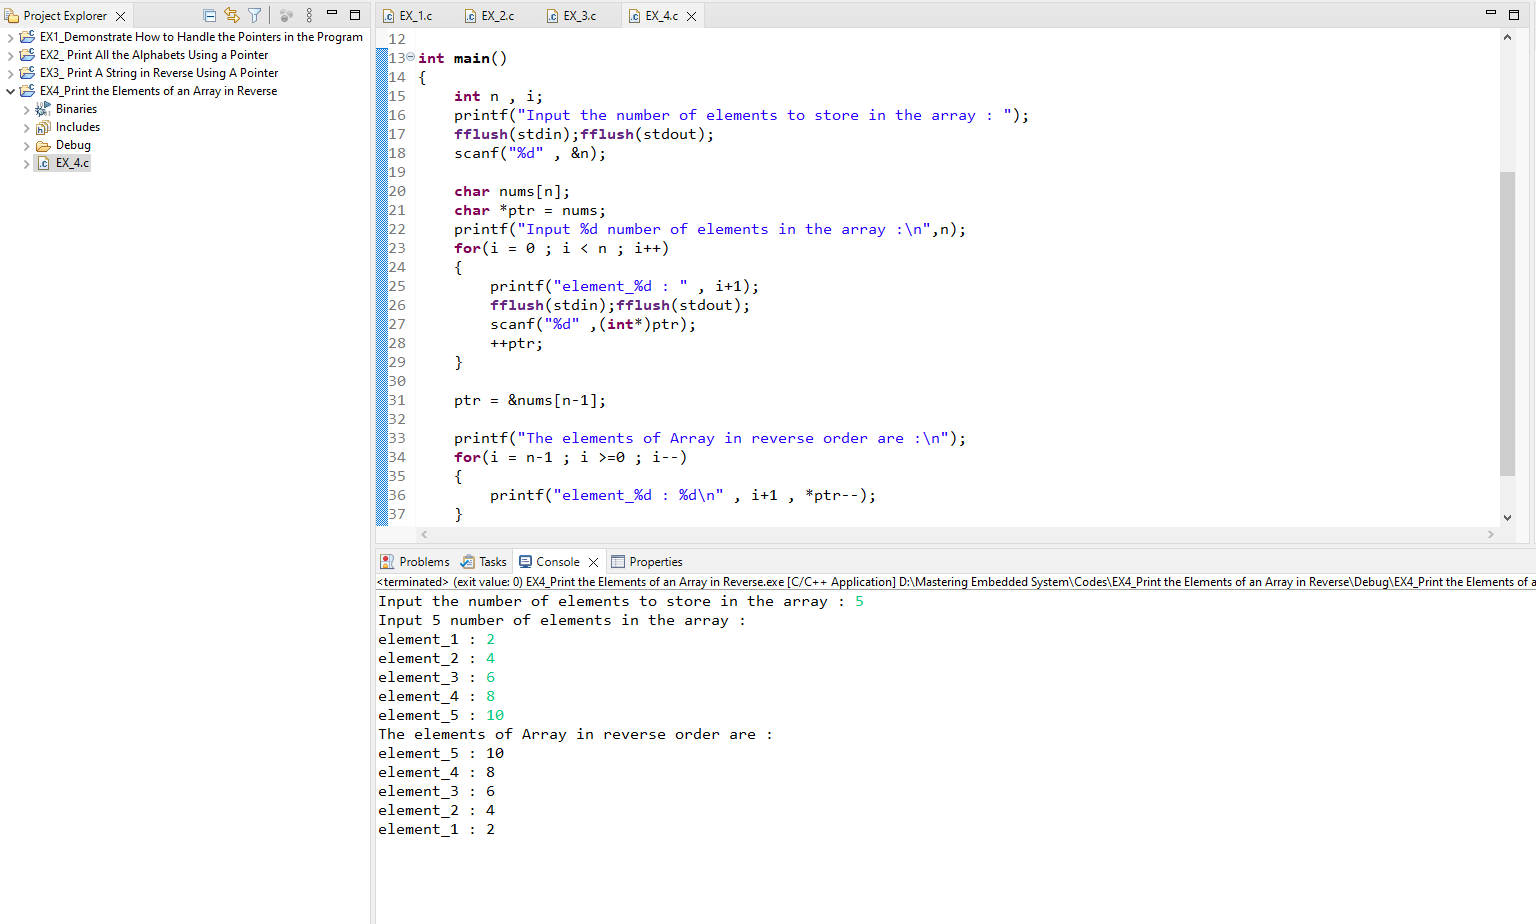 Project Explorer
EX1_Demonstrate How to Handle the Pointers in the Program
EX2_ Print All the Alphabets Using a Pointer
EX3_ Print A String in Reverse Using A Pointer
EX4_Print the Elements of an Array in Reverse
Binaries
Includes
Debug
EX_4.c
EX_1.c EX_2.c EX_3.c EX_4.c
12
13 int main()
14 {
15     int n , i;
16     printf("Input the number of elements to store in the array : ");
17     fflush(stdin);fflush(stdout);
18     scanf("%d" , &n);
19
20     char nums[n];
21     char *ptr = nums;
22     printf("Input %d number of elements in the array :\n",n);
23     for(i = 0 ; i < n ; i++)
24     {
25         printf("element_%d : " , i+1);
26         fflush(stdin);fflush(stdout);
27         scanf("%d" ,(int*)ptr);
28         ++ptr;
29     }
30
31     ptr = &nums[n-1];
32
33     printf("The elements of Array in reverse order are :\n");
34     for(i = n-1 ; i >=0 ; i--)
35     {
36         printf("element_%d : %d\n" , i+1 , *ptr--);
37     }
Problems Tasks Console Properties
<terminated> (exit value: 0) EX4_Print the Elements of an Array in Reverse.exe [C/C++ Application] D:\Mastering Embedded System\Codes\EX4_Print the Elements of an Array in Reverse\Debug\EX4_Print the Elements of a
Input the number of elements to store in the array : 5
Input 5 number of elements in the array :
element_1 : 2
element_2 : 4
element_3 : 6
element_4 : 8
element_5 : 10
The elements of Array in reverse order are :
element_5 : 10
element_4 : 8
element_3 : 6
element_2 : 4
element_1 : 2